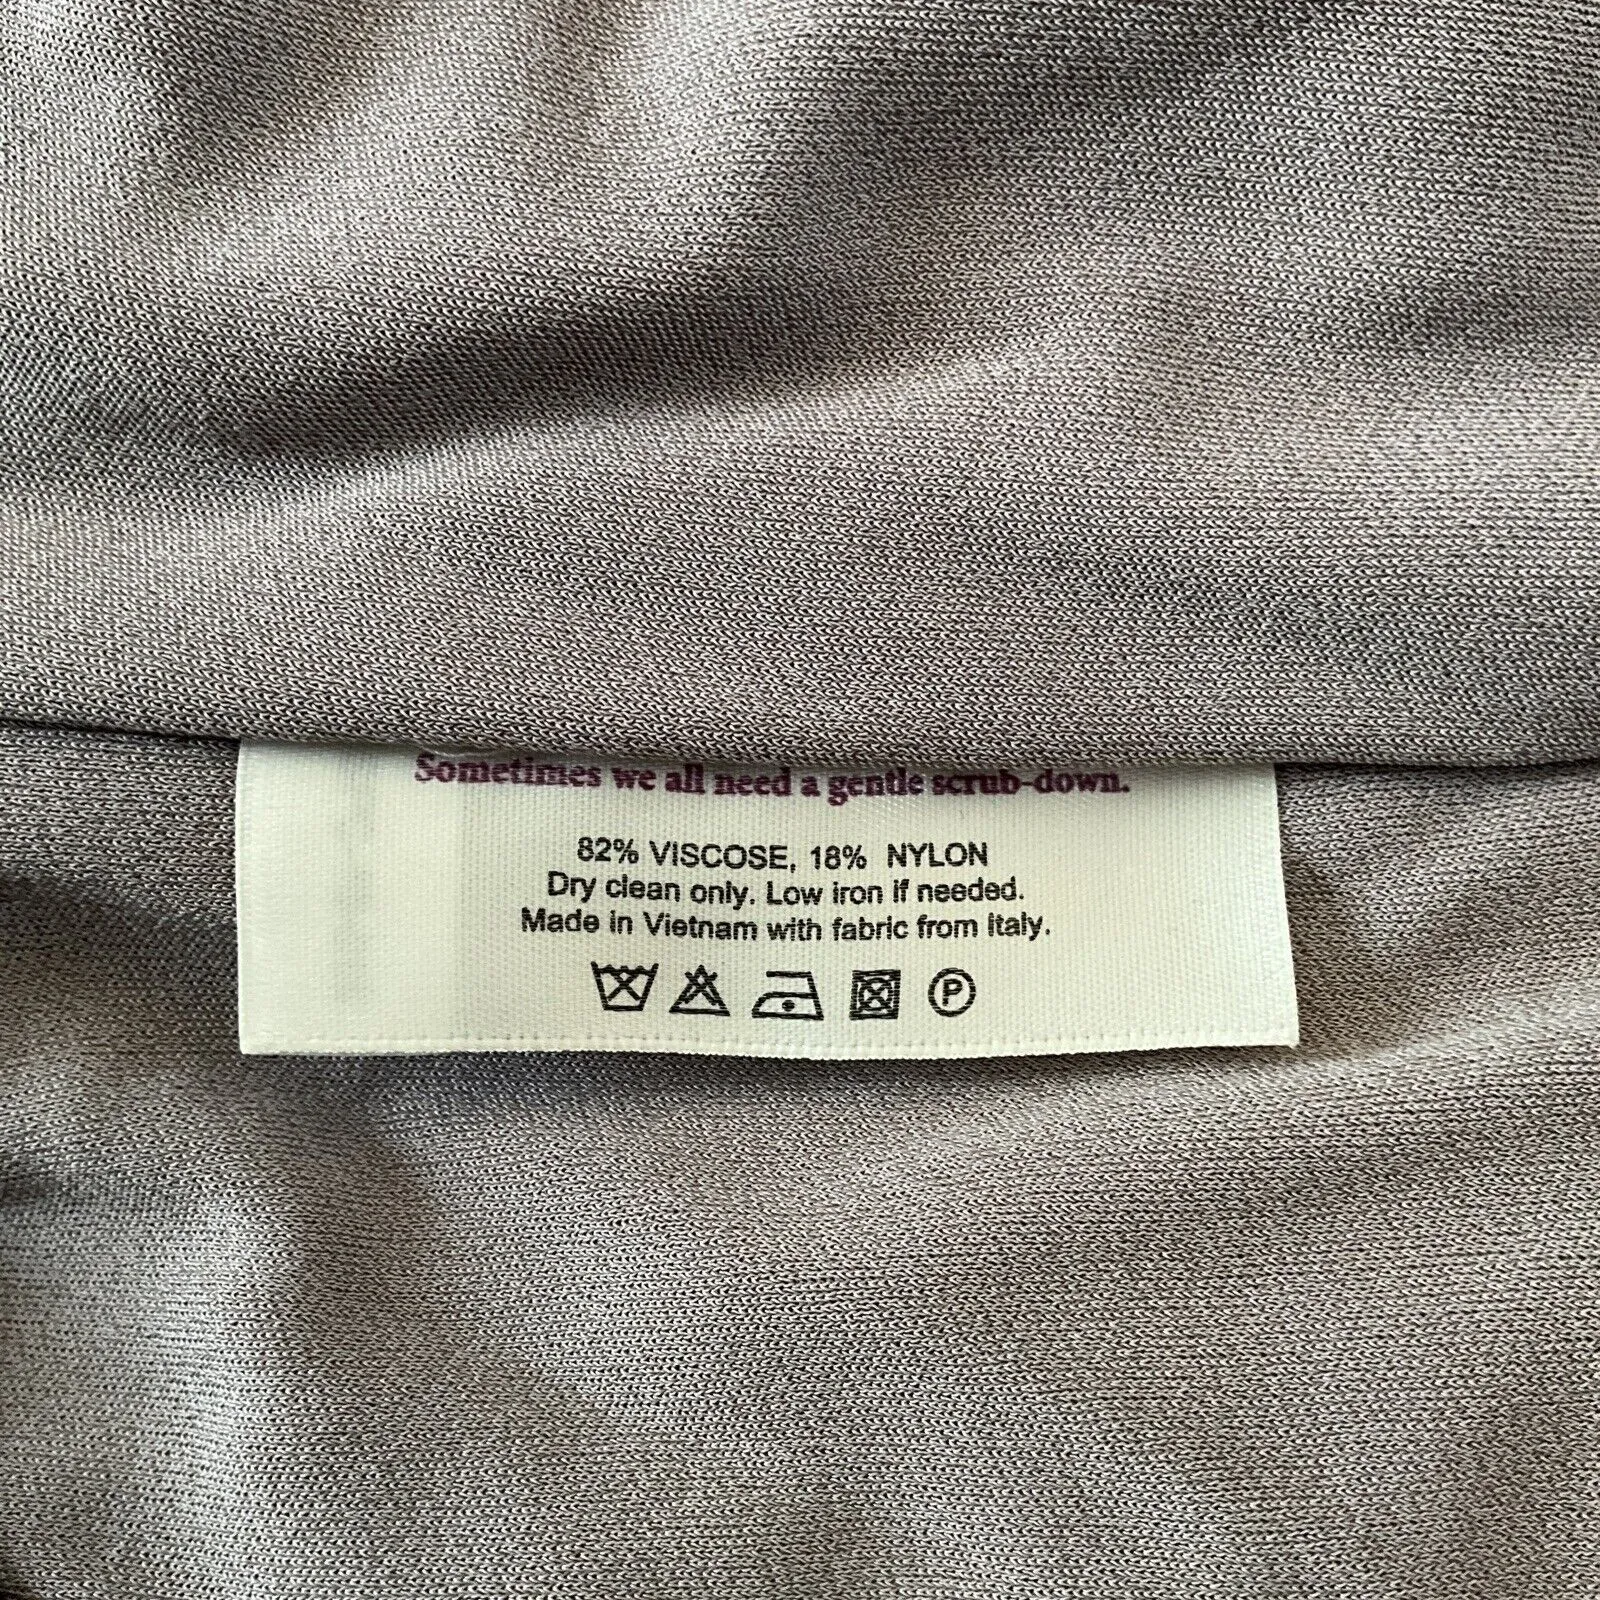 Sometimes we all need a gentle scrub-down.
82% VISCOSE, 18% NYLON
Dry clean only. Low iron if needed.
Made in Vietnam with fabric from Italy.
P